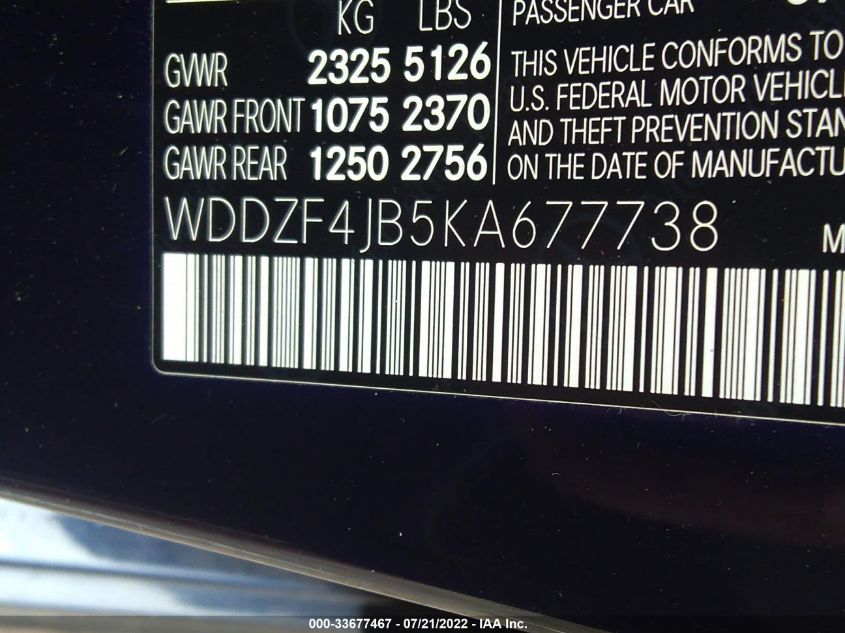 KG LBS
PASSENGER CAR
GVWR 2325 5126
THIS VEHICLE CONFORMS TO
GAWR FRONT 1075 2370
U.S. FEDERAL MOTOR VEHICLE
AND THEFT PREVENTION STAN
GAWR REAR 1250 2756
ON THE DATE OF MANUFACTU
WDDZF4JB5KA677738
M
000-33677467 - 07/21/2022 - IAA Inc.